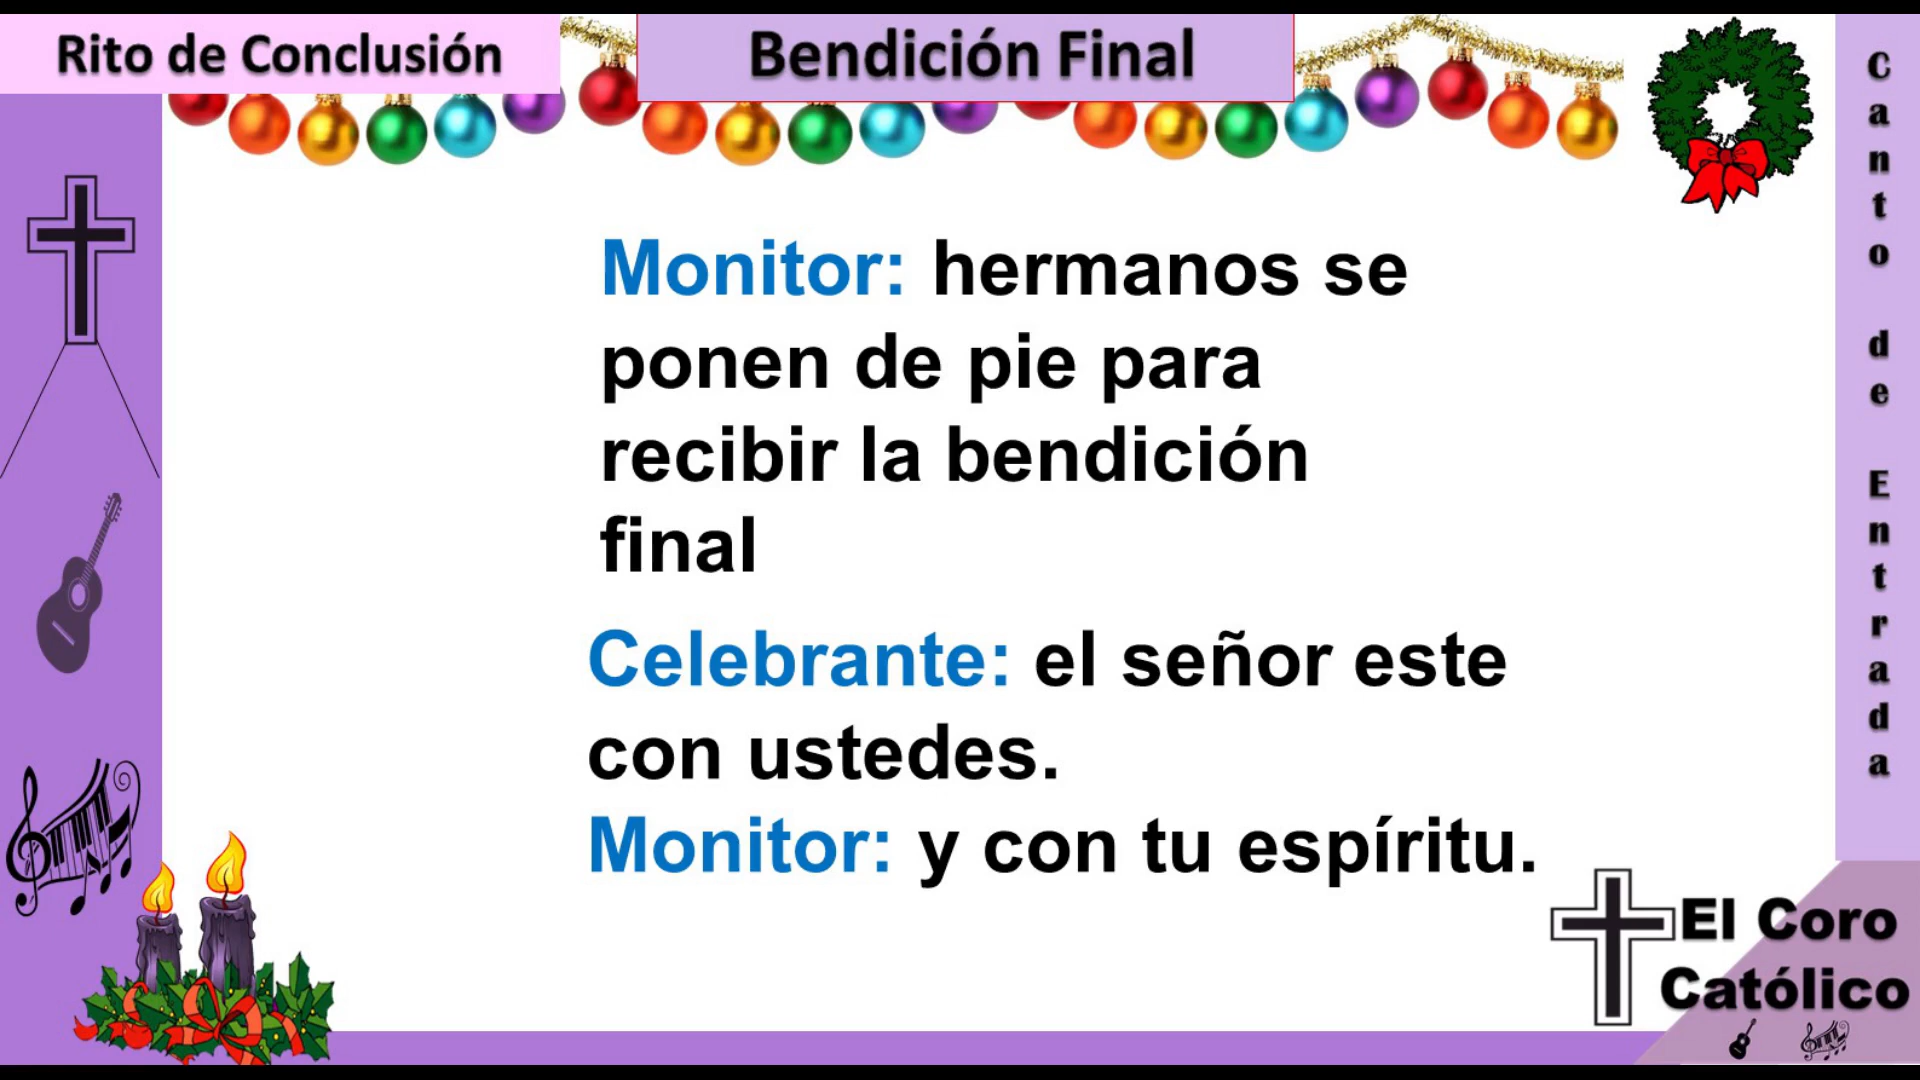 Rito de Conclusión
Bendición Final
Monitor: hermanos se
ponen de pie para
recibir la bendición
final
Celebrante: el señor este
con ustedes.
Monitor: y con tu espíritu.
Canto de Entrada
El Coro
Católico